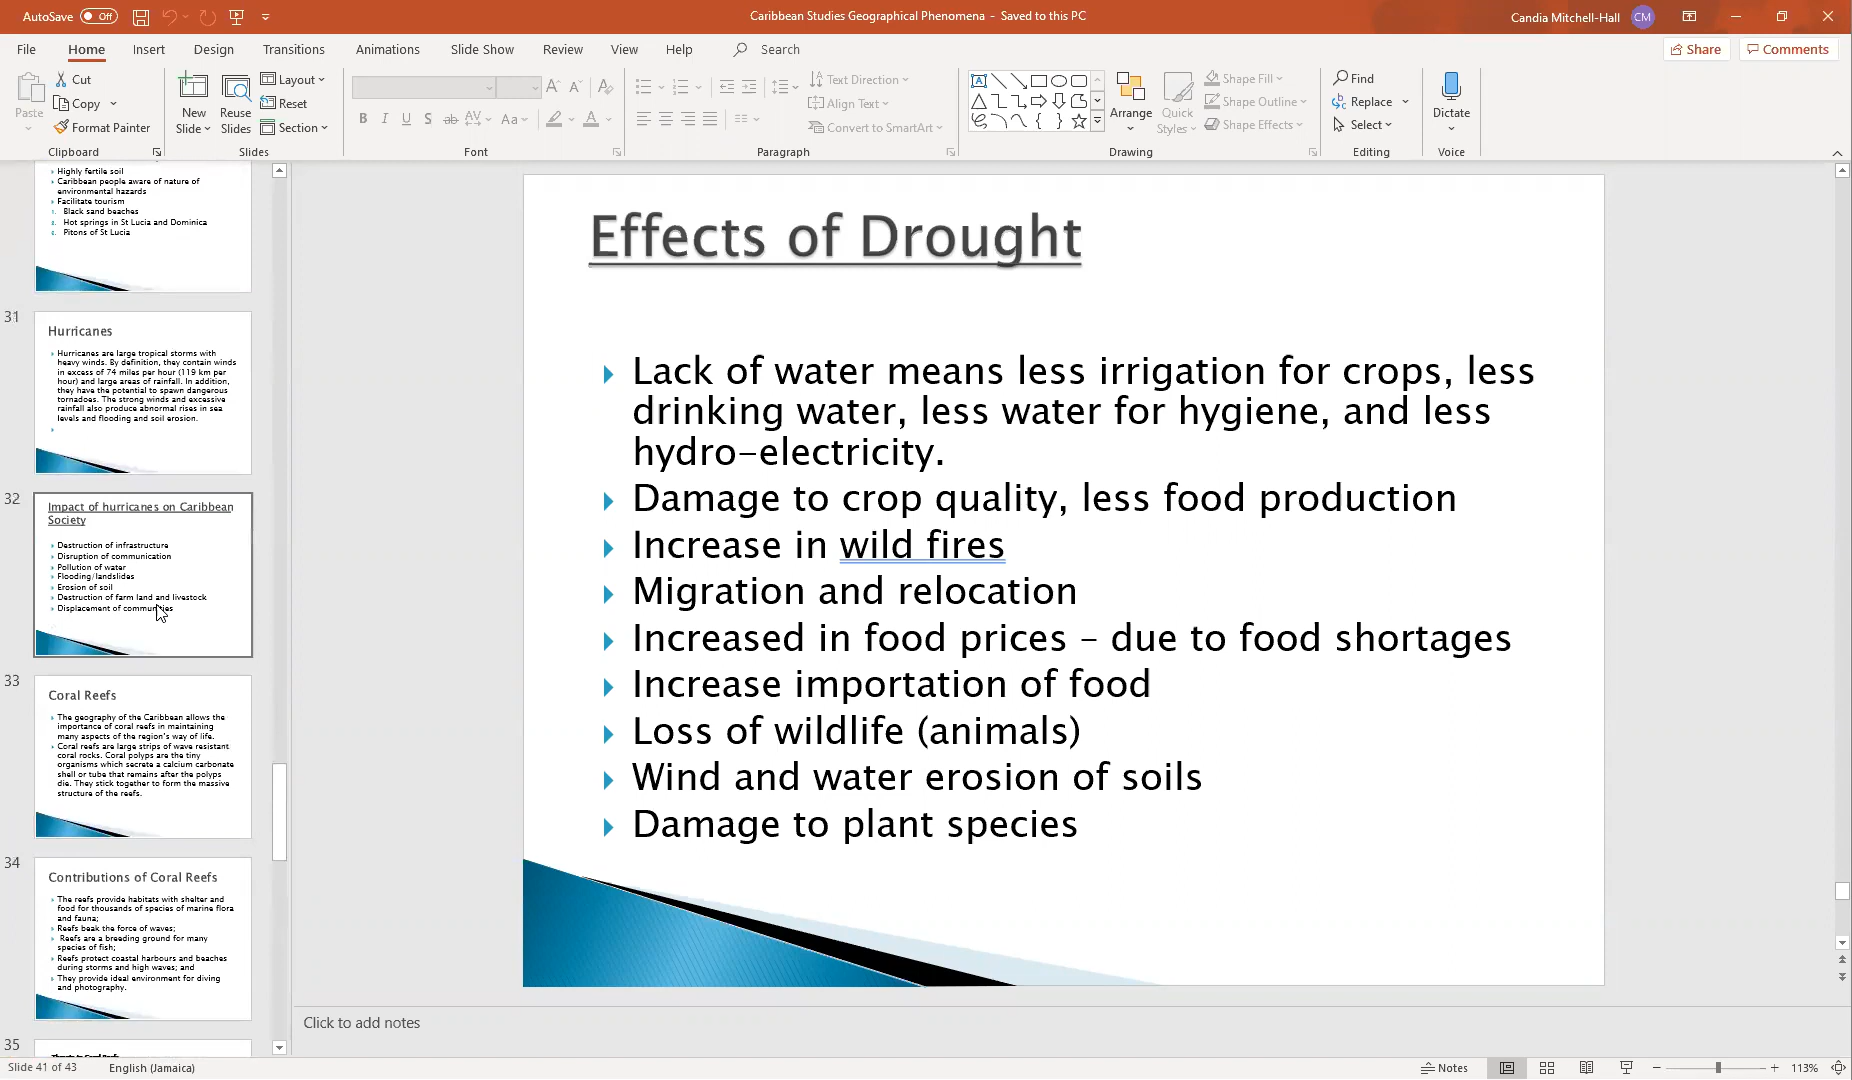 AutoSave Off
Caribbean Studies Geographical Phenomena - Saved to this PC
Candia Mitchell-Hall CM
File Home Insert Design Transitions Animations Slide Show Review View Help Search
Share Comments
Paste
Cut
Copy
Format Painter
Clipboard
New Slide
Reuse Slides
Layout
Reset
Section
Slides
B I U S ab AV Aa A
Font
Text Direction
Align Text
Convert to SmartArt
Paragraph
Arrange
Quick Styles
Shape Fill
Shape Outline
Shape Effects
Drawing
Find
Replace
Select
Editing
Dictate
Voice
Highly fertile soil
Caribbean people aware of nature of
environmental hazards
Facilitate tourism
Black sand beaches
Hot springs in St Lucia and Dominica
Pitons of St Lucia
31
Hurricanes
Hurricanes are large tropical storms with
heavy winds. By definition, they contain winds
in excess of 74 miles per hour (119 km per
hour) and large areas of rainfall. In addition,
they have the potential to spawn dangerous
tornadoes. The strong winds and excessive
rainfall also produce abnormal rises in sea
levels and flooding and soil erosion.
32
Impact of hurricanes on Caribbean
Society
Destruction of infrastructure
Disruption of communication
Pollution of water
Flooding/landslides
Erosion of soil
Destruction of farm land and livestock
Displacement of communities
33
Coral Reefs
The geography of the Caribbean allows the
importance of coral reefs in maintaining
many aspects of the region's way of life.
Coral reefs are large strips of wave resistant
coral rocks. Coral polyps are the tiny
organisms which secrete a calcium carbonate
shell or tube that remains after the polyps
die. They stick together to form the massive
structure of the reefs.
34
Contributions of Coral Reefs
The reefs provide habitats with shelter and
food for thousands of species of marine flora
and fauna;
Reefs beak the force of waves;
Reefs are a breeding ground for many
species of fish;
Reefs protect coastal harbours and beaches
during storms and high waves; and
They provide ideal environment for diving
and photography.
35
Effects of Drought
Lack of water means less irrigation for crops, less
drinking water, less water for hygiene, and less
hydro-electricity.
Damage to crop quality, less food production
Increase in wild fires
Migration and relocation
Increased in food prices - due to food shortages
Increase importation of food
Loss of wildlife (animals)
Wind and water erosion of soils
Damage to plant species
Click to add notes
Slide 41 of 43 English (Jamaica)
Notes
113%